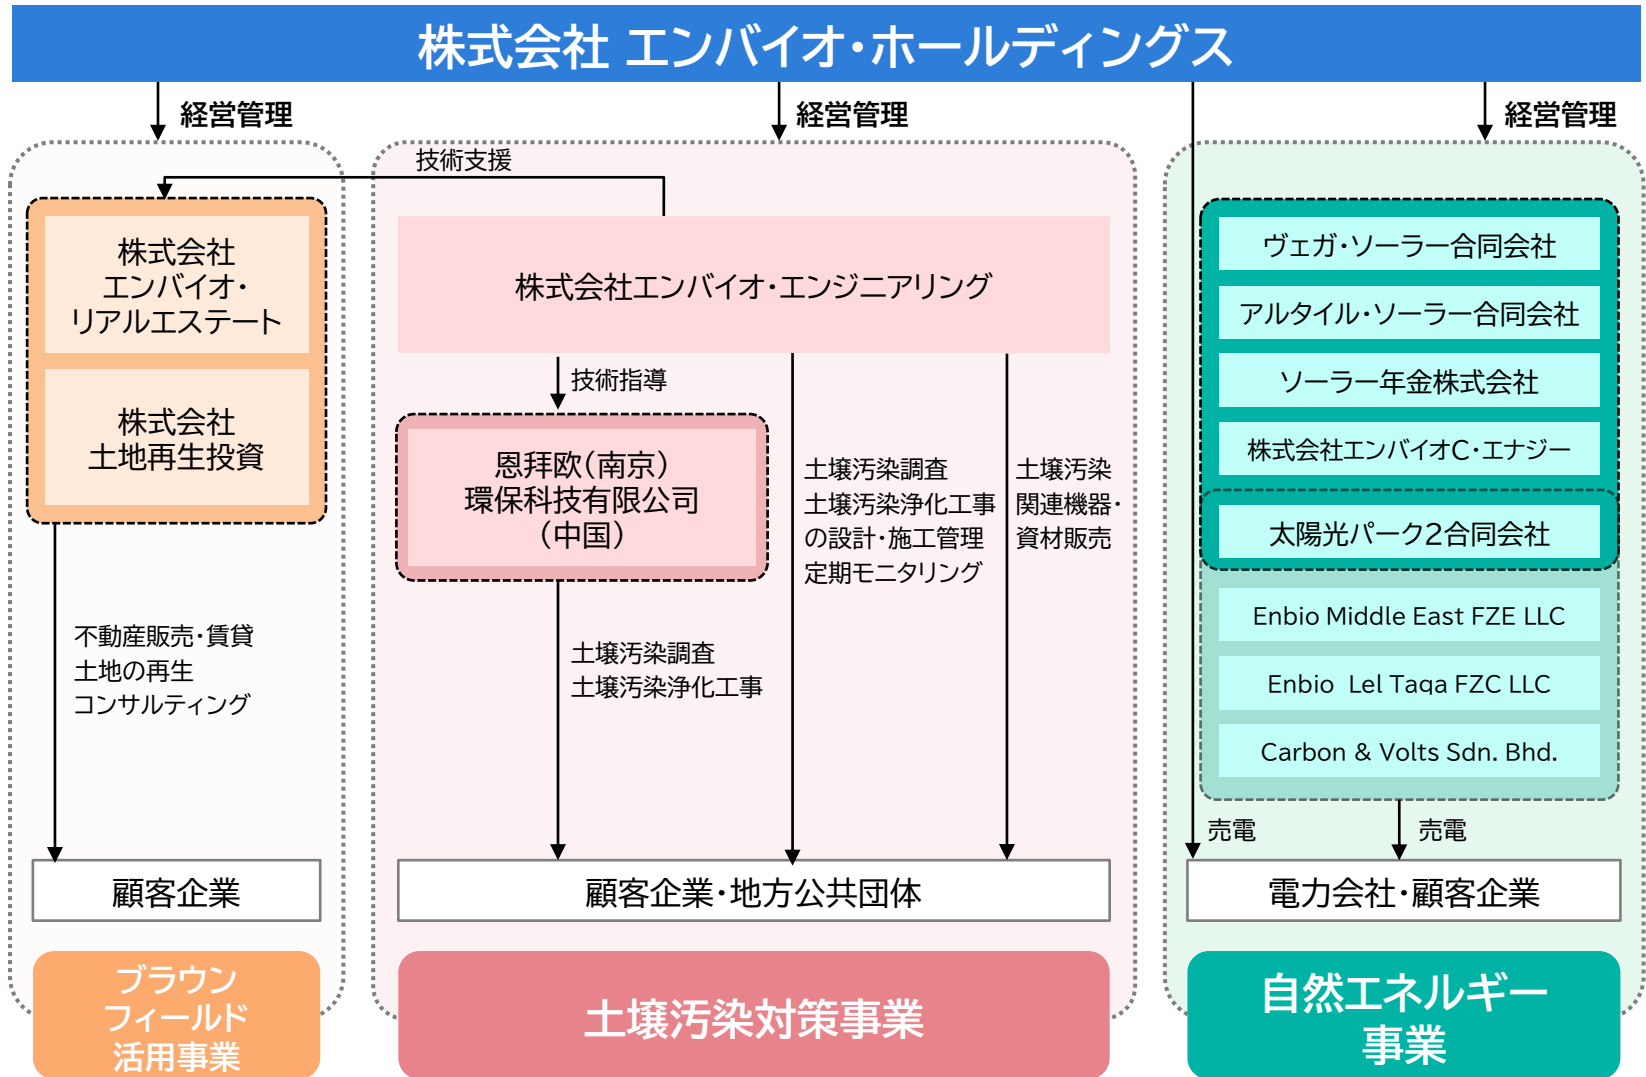 株式会社 エンバイオ・ホールディングス
経営管理
経営管理
経営管理
技術支援
株式会社
エンバイオ・
リアルエステート
株式会社
土地再生投資
不動産販売・賃貸
土地の再生
コンサルティング
顧客企業
ブラウン
フィールド
活用事業
株式会社エンバイオ・エンジニアリング
技術指導
恩拜欧(南京)
環保科技有限公司
(中国)
土壌汚染調査
土壌汚染浄化工事
土壌汚染調査
土壌汚染浄化工事
の設計・施工管理
定期モニタリング
土壌汚染
関連機器・
資材販売
顧客企業・地方公共団体
土壌汚染対策事業
ヴェガ・ソーラー合同会社
アルタイル・ソーラー合同会社
ソーラー年金株式会社
株式会社エンバイオC・エナジー
太陽光パーク2合同会社
Enbio Middle East FZE LLC
Enbio Lel Taqa FZC LLC
Carbon & Volts Sdn. Bhd.
売電
売電
電力会社・顧客企業
自然エネルギー
事業